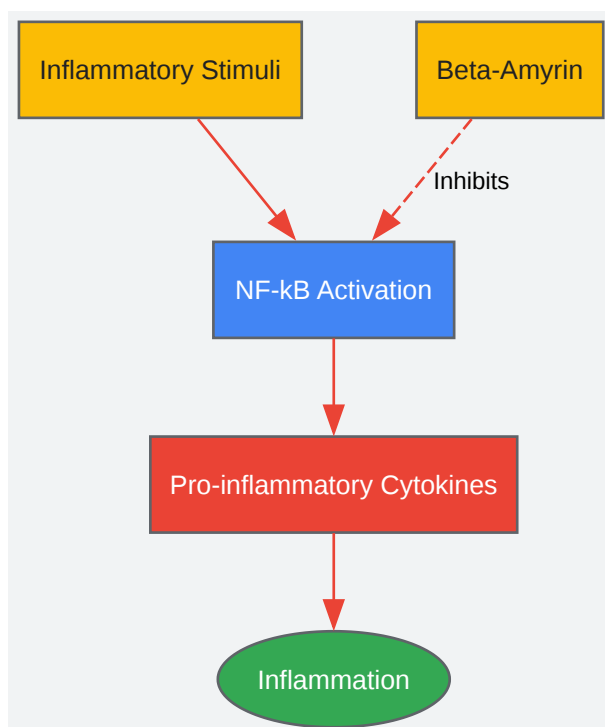 Inflammatory Stimuli
Beta-Amyrin
Inhibits
NF-kB Activation
Pro-inflammatory Cytokines
Inflammation